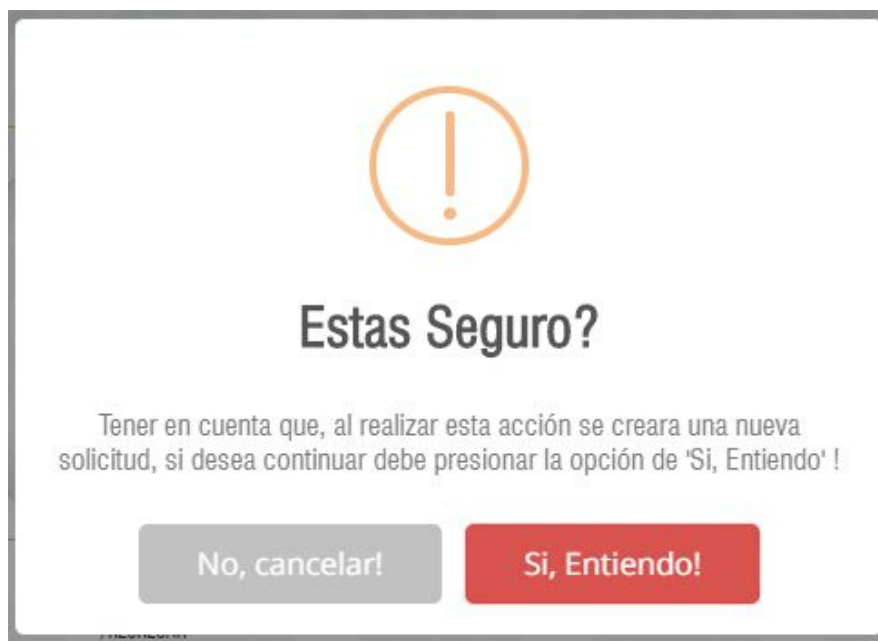 Estas Seguro?
Tener en cuenta que, al realizar esta acción se creara una nueva
solicitud, si desea continuar debe presionar la opción de 'Si, Entiendo' !
No, cancelar!
Si, Entiendo!